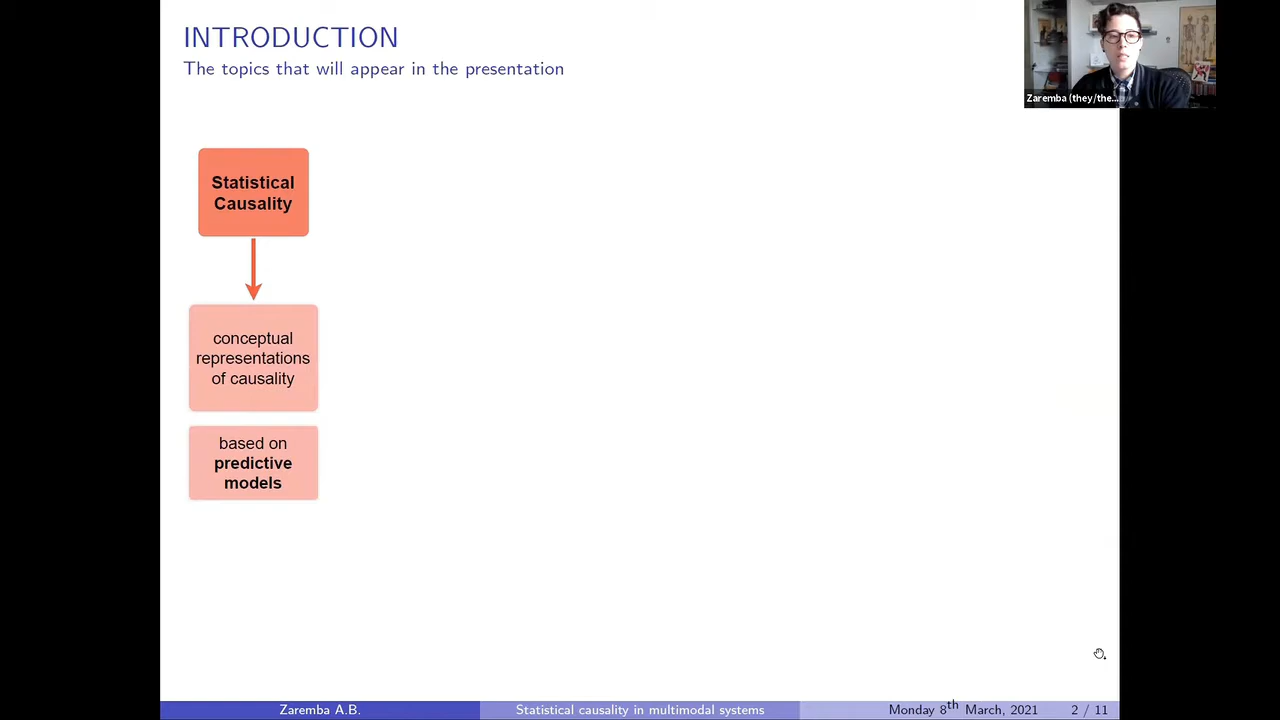 INTRODUCTION
The topics that will appear in the presentation
Zaremba (they/the...
Statistical
Causality
conceptual
representations
of causality
based on
predictive
models
Zaremba A.B.
Statistical causality in multimodal systems
Monday 8th March, 2021
2 / 11